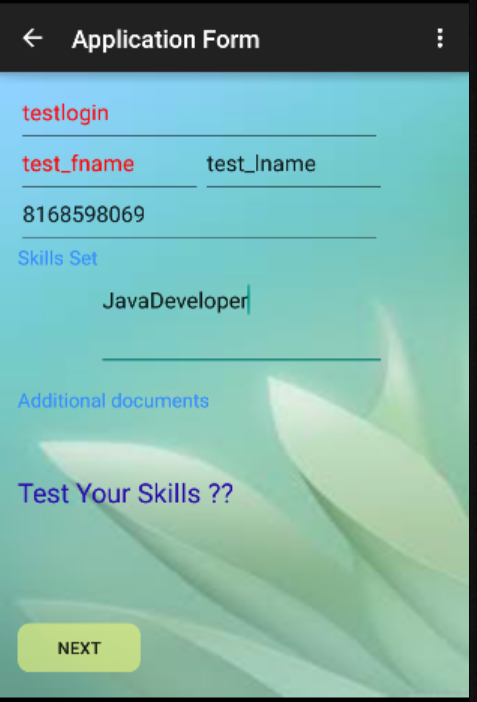 Application Form
testlogin
test_fname test_lname
8168598069
Skills Set
JavaDeveloper
Additional documents
Test Your Skills ??
NEXT